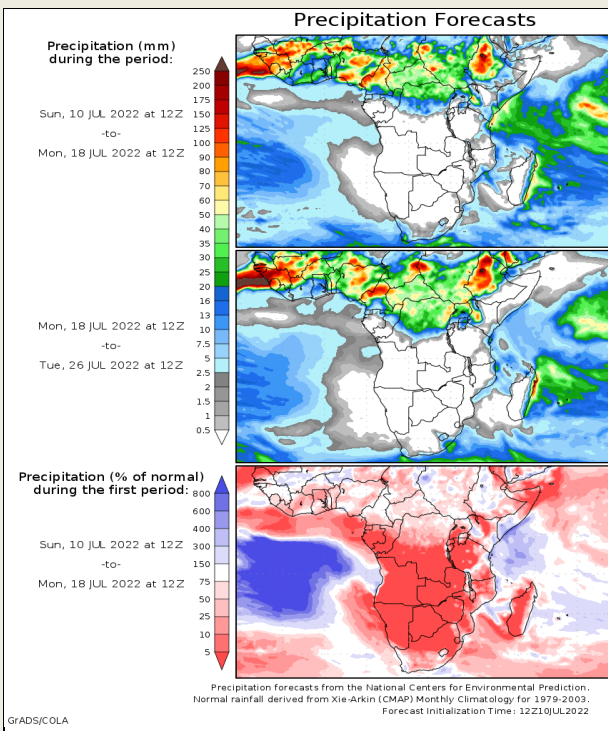 Precipitation Forecasts
Precipitation (mm)
during the period:
Sun, 10 JUL 2022 at 12Z
-to-
Mon, 18 JUL 2022 at 12Z
250
200
175
150
125
100
90
80
70
60
50
40
35
30
25
20
16
13
10
7.5
5
2.5
2
1.5
1
0.5
Mon, 18 JUL 2022 at 12Z
-to-
Tue, 26 JUL 2022 at 12Z
Precipitation (% of normal)
during the first period:
Sun, 10 JUL 2022 at 12Z
-to-
Mon, 18 JUL 2022 at 12Z
800
600
400
300
150
75
50
25
10
5
Precipitation forecasts from the National Centers for Environmental Prediction.
Normal rainfall derived from Xie-Arkin (CMAP) Monthly Climatology for 1979-2003.
Forecast Initialization Time: 12Z10JUL2022
GrADS/COLA